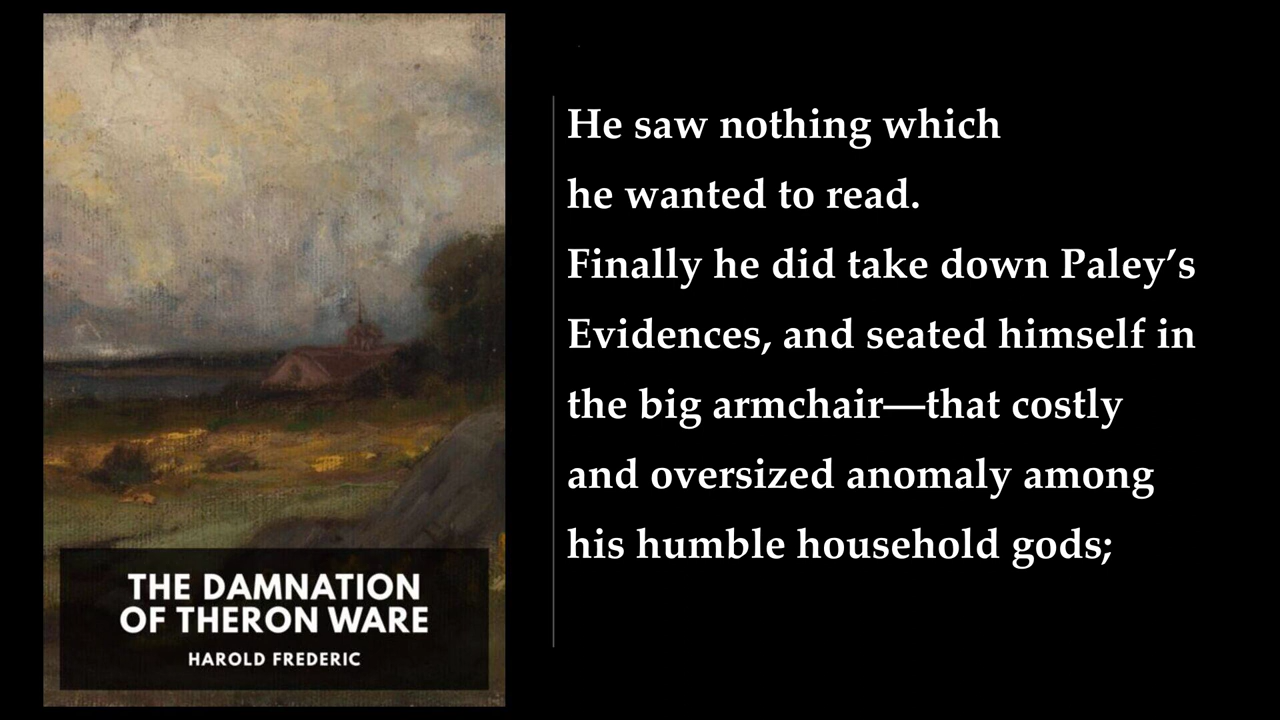 THE DAMNATION
OF THERON WARE
HAROLD FREDERIC
He saw nothing which
he wanted to read.
Finally he did take down Paley’s
Evidences, and seated himself in
the big armchair—that costly
and oversized anomaly among
his humble household gods;